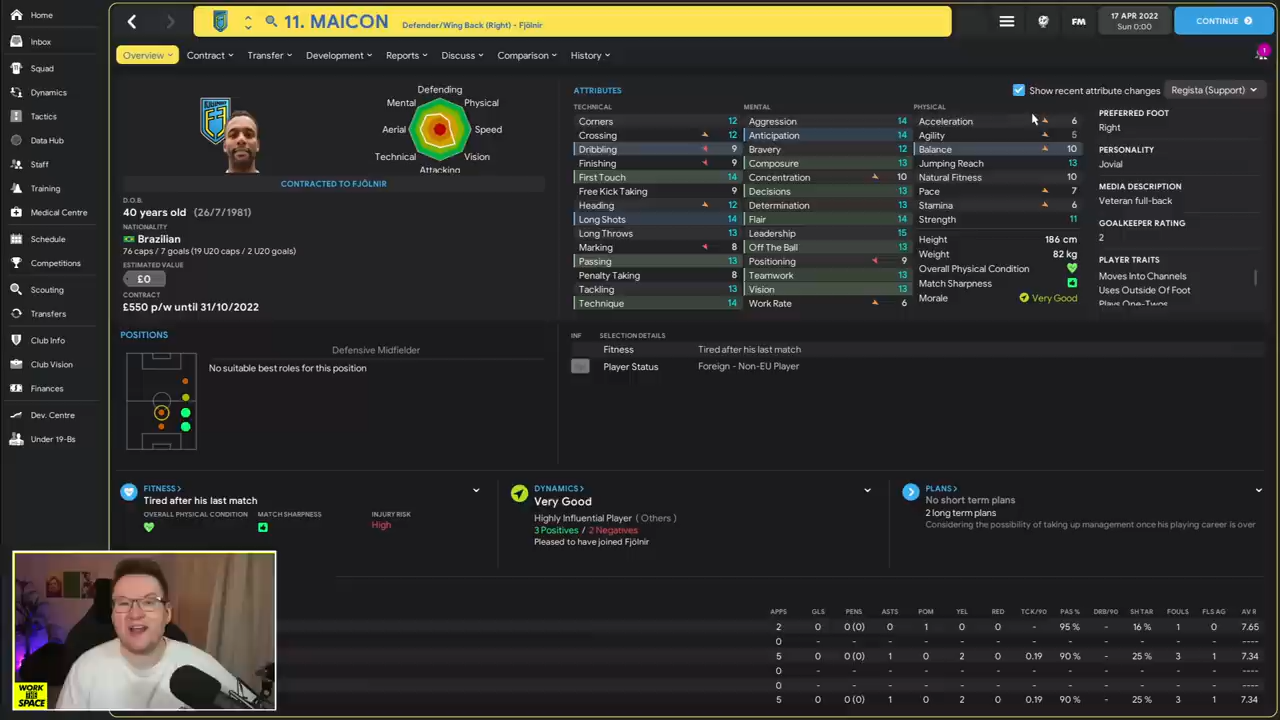 Home
11. MAICON
Defender/Wing Back (Right) - Fjölnir
FM
17 APR 2022
Sun 0:00
CONTINUE
Inbox
Squad
Dynamics
Tactics
Data Hub
Staff
Training
Medical Centre
Schedule
Competitions
Scouting
Transfers
Club Info
Club Vision
Finances
Dev. Centre
Under 19-Bs
Overview
Contract
Transfer
Development
Reports
Discuss
Comparison
History
1
Defending
Mental
Physical
Aerial
Speed
Technical
Vision
Attacking
CONTRACTED TO FJÖLNIR
D.O.B.
40 years old (26/7/1981)
NATIONALITY
Brazilian
76 caps / 7 goals (19 U20 caps / 2 U20 goals)
ESTIMATED VALUE
£0
CONTRACT
£550 p/w until 31/10/2022
ATTRIBUTES
Show recent attribute changes
Regista (Support)
TECHNICAL
Corners 12
Crossing 12
Dribbling 9
Finishing 9
First Touch 14
Free Kick Taking 9
Heading 12
Long Shots 14
Long Throws 13
Marking 8
Passing 13
Penalty Taking 8
Tackling 13
Technique 14
MENTAL
Aggression 14
Anticipation 14
Bravery 12
Composure 13
Concentration 10
Decisions 13
Determination 13
Flair 14
Leadership 15
Off The Ball 13
Positioning 9
Teamwork 13
Vision 13
Work Rate 6
PHYSICAL
Acceleration 6
Agility 5
Balance 10
Jumping Reach 13
Natural Fitness 10
Pace 7
Stamina 6
Strength 11
Height 186 cm
Weight 82 kg
Overall Physical Condition
Match Sharpness
Morale Very Good
PREFERRED FOOT
Right
PERSONALITY
Jovial
MEDIA DESCRIPTION
Veteran full-back
GOALKEEPER RATING
2
PLAYER TRAITS
Moves Into Channels
Uses Outside Of Foot
Plays One-Twos
POSITIONS
Defensive Midfielder
No suitable best roles for this position
INF SELECTION DETAILS
Fitness Tired after his last match
Player Status Foreign - Non-EU Player
FITNESS
Tired after his last match
OVERALL PHYSICAL CONDITION MATCH SHARPNESS INJURY RISK
High
DYNAMICS
Very Good
Highly Influential Player (Others)
3 Positives / 2 Negatives
Pleased to have joined Fjölnir
PLANS
No short term plans
2 long term plans
Considering the possibility of taking up management once his playing career is over
APPS GLS PENS ASTS POM YEL RED TCK/90 PAS % DRB/90 SH TAR FOULS FLS AG AV R
2 0 0 (0) 0 1 0 0 - 95 % - 16 % 1 0 7.65
0 - - - - - - - - - - - - ----
5 0 0 (0) 1 0 2 0 0.19 90 % - 25 % 3 1 7.34
0 - - - - - - - - - - - - ----
0 - - - - - - - - - - - - ----
5 0 0 (0) 1 0 2 0 0.19 90 % - 25 % 3 1 7.34
WORK
THE
SPACE